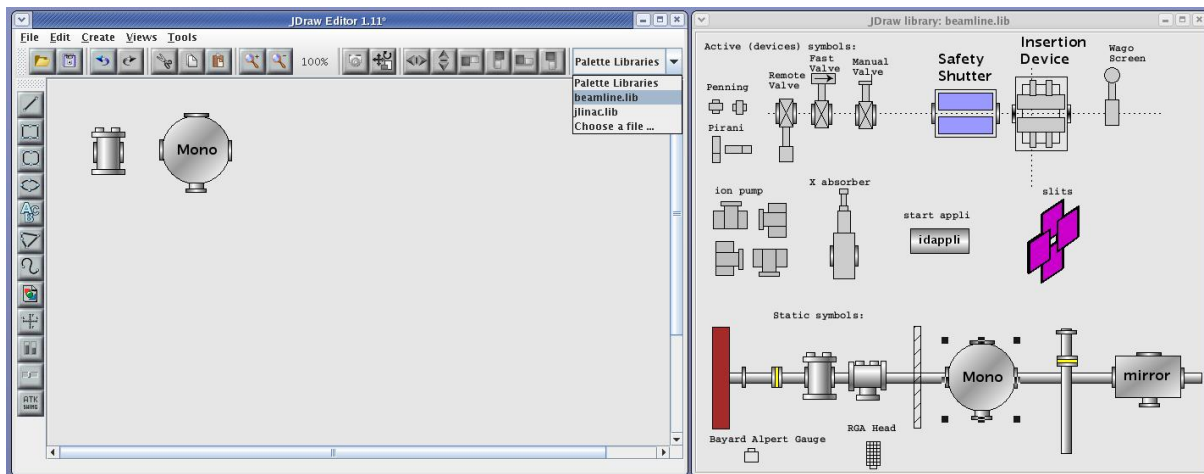 JDraw Editor 1.11*
File Edit Create Views Tools
100%
Palette Libraries
Palette Libraries
beamline.lib
jlinac.lib
Choose a file ...
Mono
JDraw library: beamline.lib
Active (devices) symbols:
Penning
Pirani
Remote
Valve
Fast
Valve
Manual
Valve
Safety
Shutter
Insertion
Device
Wago
Screen
ion pump
X absorber
start appli
idappli
slits
Static symbols:
Mono
mirror
Bayard Alpert Gauge
RGA Head